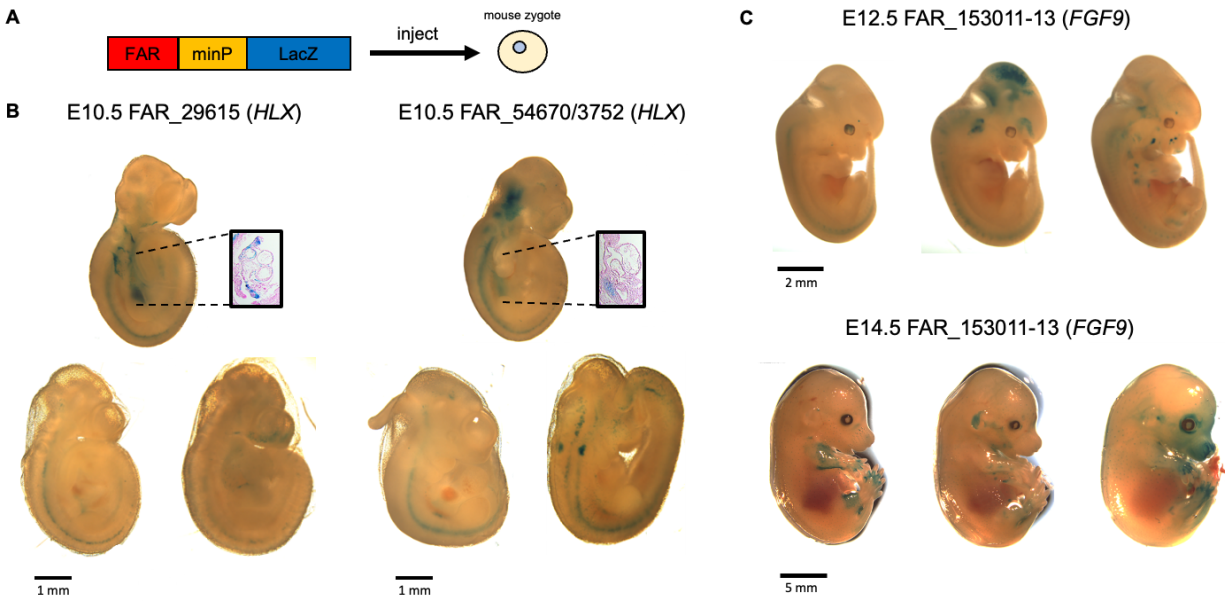 A
FAR minP LacZ
inject
mouse zygote
B
E10.5 FAR_29615 (HLX)
E10.5 FAR_54670/3752 (HLX)
1 mm
1 mm
C
E12.5 FAR_153011-13 (FGF9)
2 mm
E14.5 FAR_153011-13 (FGF9)
5 mm